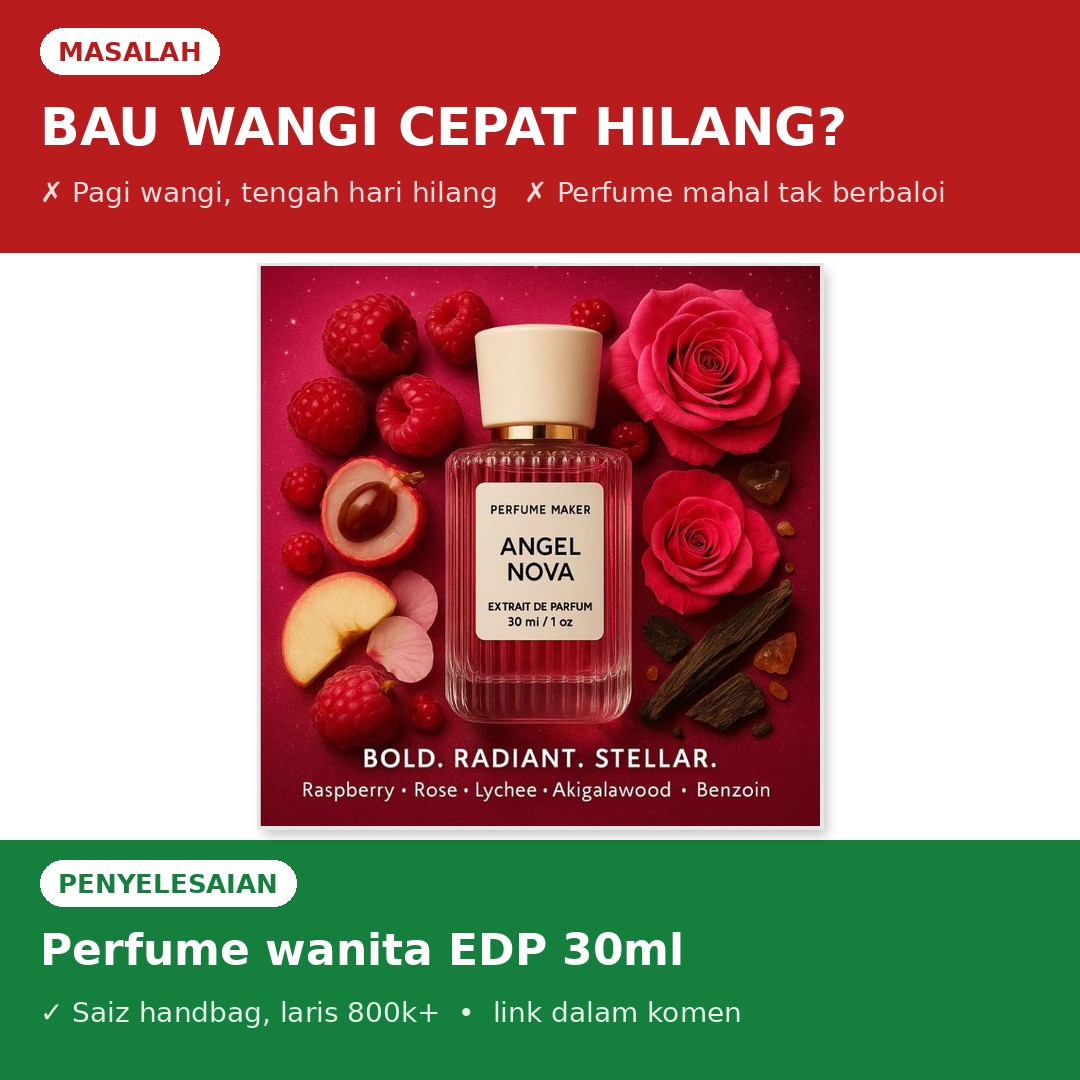 MASALAH
BAU WANGI CEPAT HILANG?
✗ Pagi wangi, tengah hari hilang ✗ Perfume mahal tak berbaloi
PERFUME MAKER
ANGEL
NOVA
EXTRAIT DE PARFUM
30 ml / 1 oz
BOLD. RADIANT. STELLAR.
Raspberry • Rose • Lychee • Akigalawood • Benzoin
PENYELESAIAN
Perfume wanita EDP 30ml
✓ Saiz handbag, laris 800k+ • link dalam komen